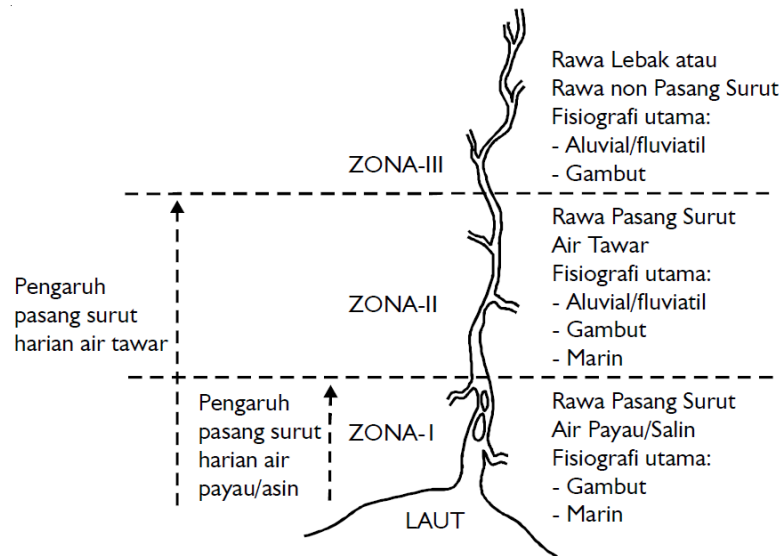 Rawa Lebak atau
Rawa non Pasang Surut
Fisiografi utama:
- Aluvial/fluviatil
- Gambut
ZONA-III
Rawa Pasang Surut
Air Tawar
Fisiografi utama:
- Aluvial/fluviatil
- Gambut
- Marin
Pengaruh
pasang surut
harian air tawar
ZONA-II
Pengaruh
pasang surut
harian air
payau/asin
ZONA-I
Rawa Pasang Surut
Air Payau/Salin
Fisiografi utama:
- Gambut
- Marin
LAUT